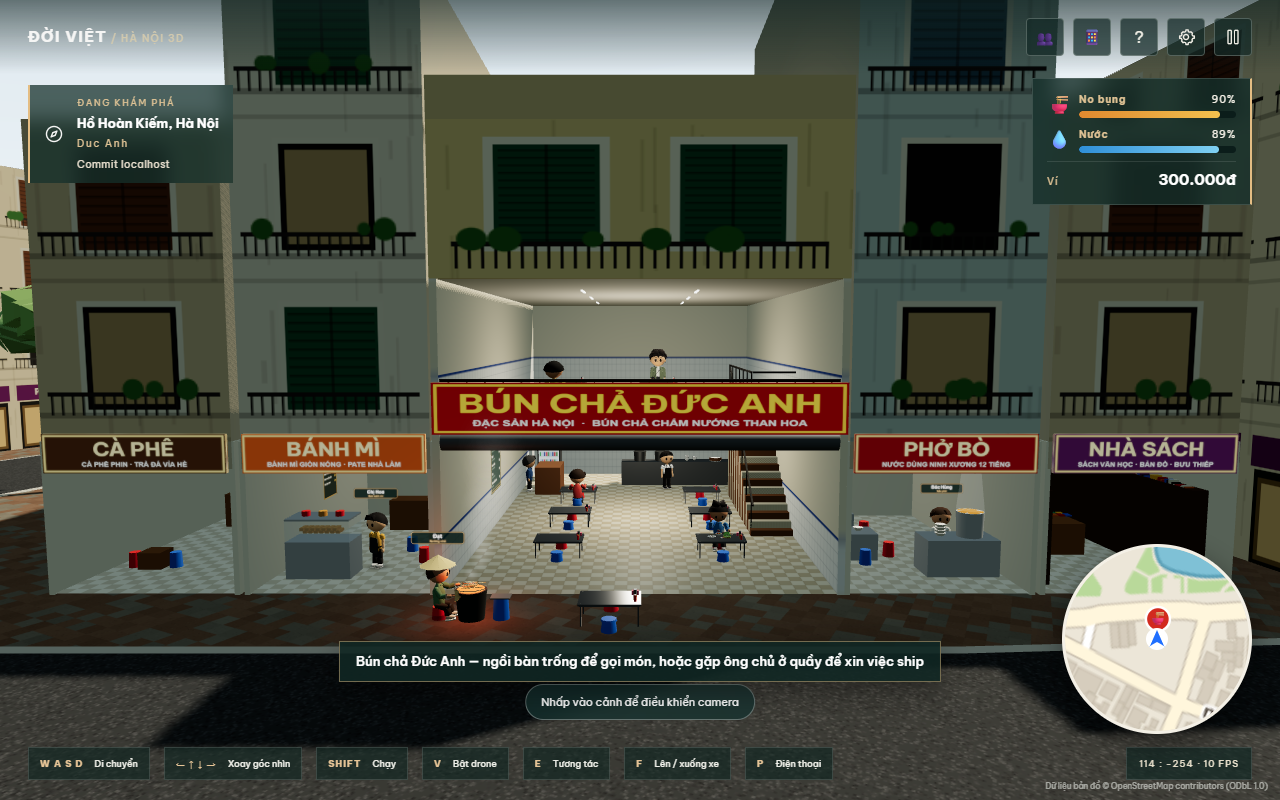 ĐỜI VIỆT / HÀ NỘI 3D
?
ĐANG KHÁM PHÁ
Hồ Hoàn Kiếm, Hà Nội
Duc Anh
Commit localhost
No bụng 90%
Nước 89%
Ví 300.000đ
BÚN CHẢ ĐỨC ANH
ĐẶC SẢN HÀ NỘI · BÚN CHẢ CHẤM NƯỚNG THAN HOA
CÀ PHÊ
CÀ PHÊ PHIN · TRÀ ĐÁ VỈA HÈ
BÁNH MÌ
BÁNH MÌ GIÒN NÓNG · PATE NHÀ LÀM
PHỞ BÒ
NƯỚC DÙNG NINH XƯƠNG 12 TIẾNG
NHÀ SÁCH
SÁCH VĂN HỌC · BẢN ĐỒ · BƯU THIẾP
Đạt
Bún chả Đức Anh — ngồi bàn trống để gọi món, hoặc gặp ông chủ ở quầy để xin việc ship
Nhấp vào cảnh để điều khiển camera
W A S D Di chuyển
←↑↓→ Xoay góc nhìn
SHIFT Chạy
V Bật drone
E Tương tác
F Lên / xuống xe
P Điện thoại
114 : -254 · 10 FPS
Dữ liệu bản đồ © OpenStreetMap contributors (ODbL 1.0)